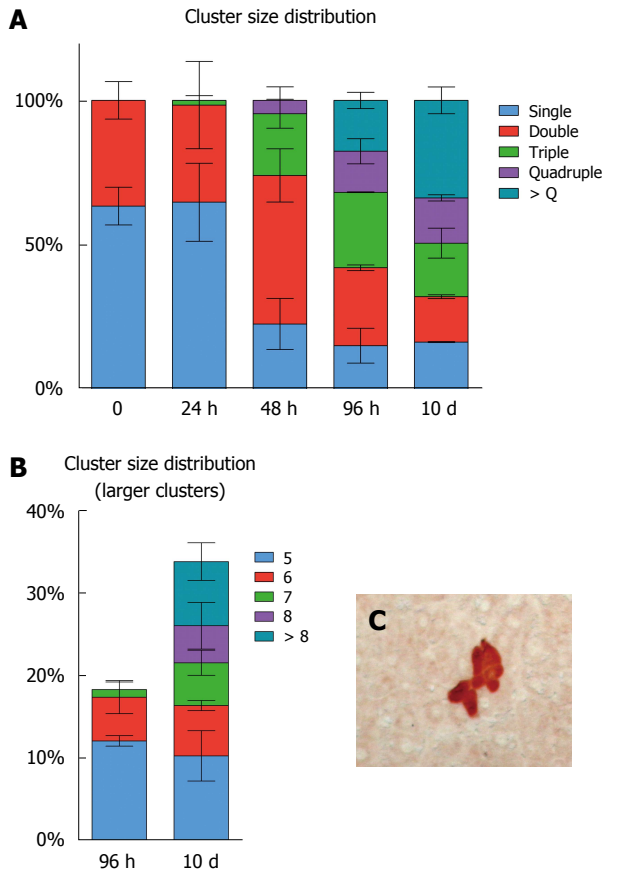 A
Cluster size distribution
100%
50%
0%
0 24 h 48 h 96 h 10 d
Single
Double
Triple
Quadruple
> Q
B
Cluster size distribution
(larger clusters)
40%
30%
20%
10%
0%
96 h 10 d
5
6
7
8
> 8
C